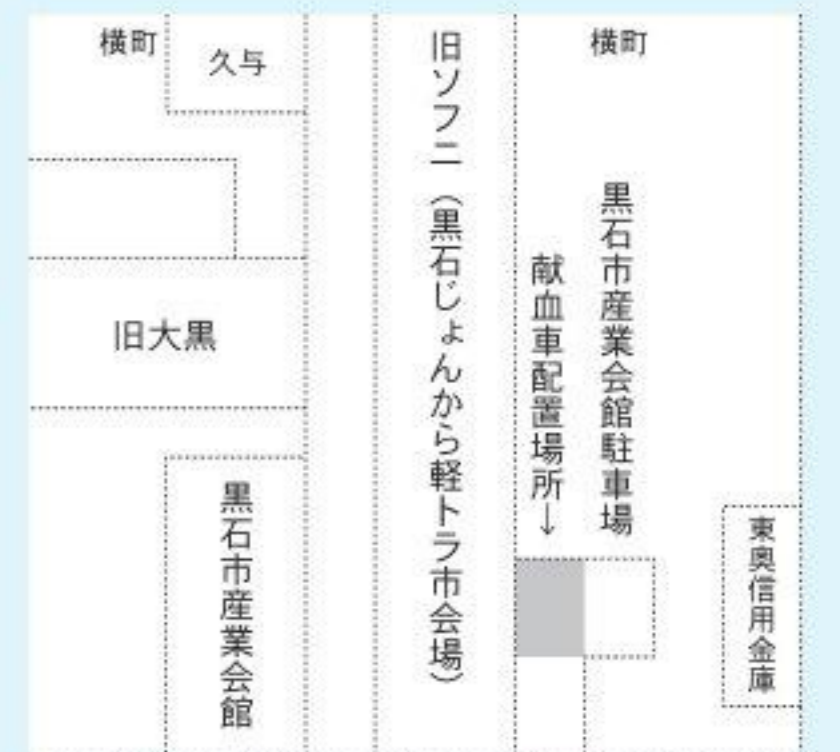 横町
久与
旧大黒
黒石市産業会館
旧ソフニ（黒石じょんから軽トラ市会場）
横町
献血車配置場所↓
黒石市産業会館駐車場
東奥信用金庫